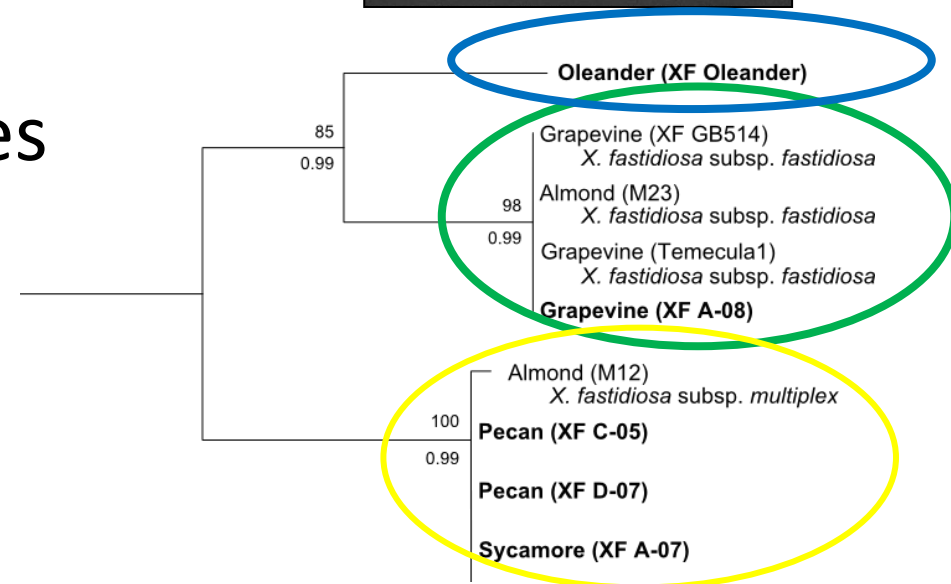 es
Oleander (XF Oleander)
85
0.99
Grapevine (XF GB514)
X. fastidiosa subsp. fastidiosa
Almond (M23)
X. fastidiosa subsp. fastidiosa
98
0.99
Grapevine (Temecula1)
X. fastidiosa subsp. fastidiosa
Grapevine (XF A-08)
Almond (M12)
X. fastidiosa subsp. multiplex
100
0.99
Pecan (XF C-05)
Pecan (XF D-07)
Sycamore (XF A-07)